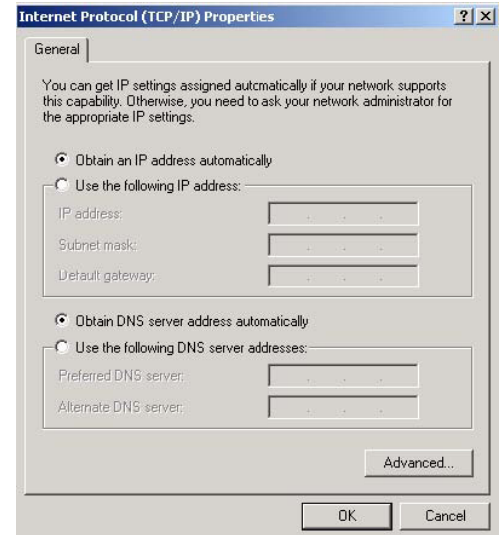 Internet Protocol (TCP/IP) Properties
General
You can get IP settings assigned automatically if your network supports
this capability. Otherwise, you need to ask your network administrator for
the appropriate IP settings.
Obtain an IP address automatically
Use the following IP address:
IP address:
Subnet mask:
Default gateway:
Obtain DNS server address automatically
Use the following DNS server addresses:
Preferred DNS server:
Alternate DNS server:
Advanced...
OK Cancel